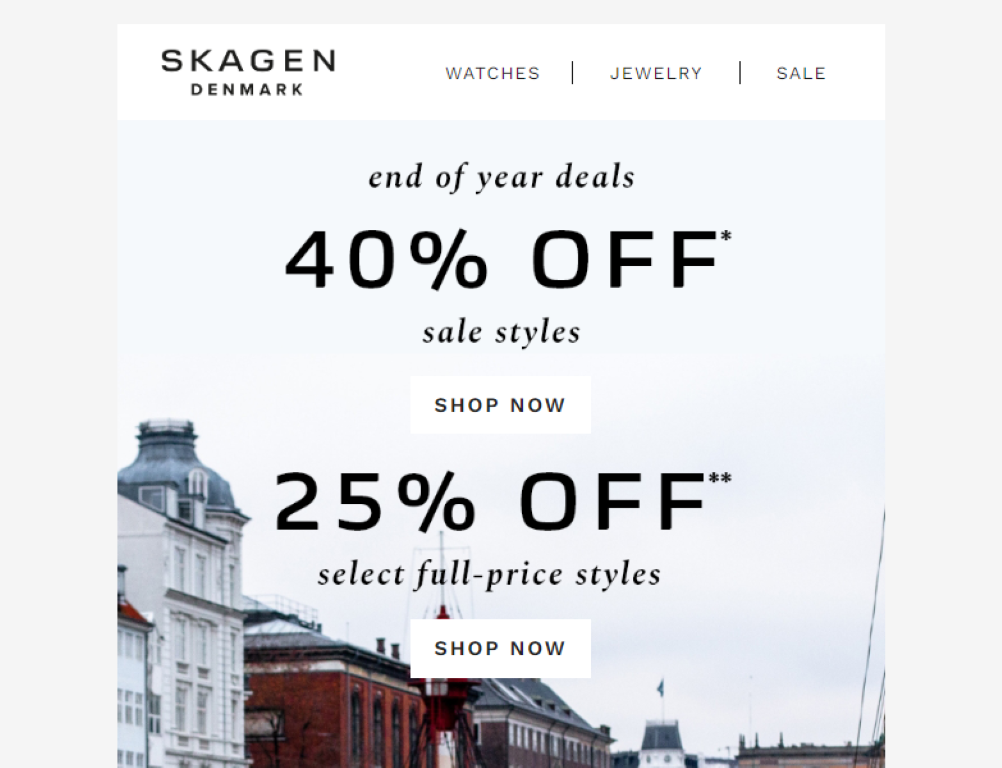 SKAGEN
DENMARK
WATCHES | JEWELRY | SALE
end of year deals
40% OFF*
sale styles
SHOP NOW
25% OFF**
select full-price styles
SHOP NOW